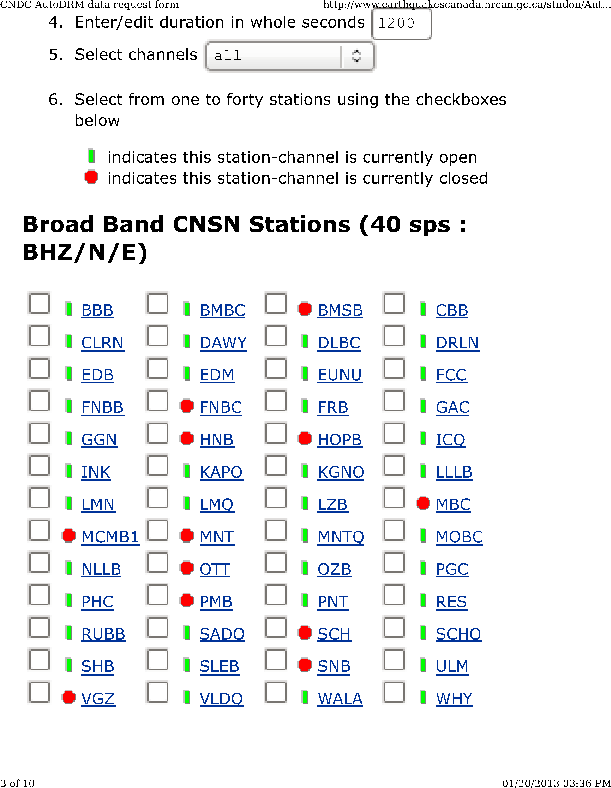 CNDC AutoDRM data request form http://www.earthquakescanada.nrcan.gc.ca/stndon/Aut...
4. Enter/edit duration in whole seconds 1200
5. Select channels all
6. Select from one to forty stations using the checkboxes
below
indicates this station-channel is currently open
indicates this station-channel is currently closed
Broad Band CNSN Stations (40 sps :
BHZ/N/E)
BBB BMBC BMSB CBB
CLRN DAWY DLBC DRLN
EDB EDM EUNU FCC
FNBB FNBC FRB GAC
GGN HNB HOPB ICQ
INK KAPO KGNO LLLB
LMN LMQ LZB MBC
MCMB1 MNT MNTQ MOBC
NLLB OTT OZB PGC
PHC PMB PNT RES
RUBB SADO SCH SCHQ
SHB SLEB SNB ULM
VGZ VLDQ WALA WHY
3 of 10 01/20/2013 03:36 PM